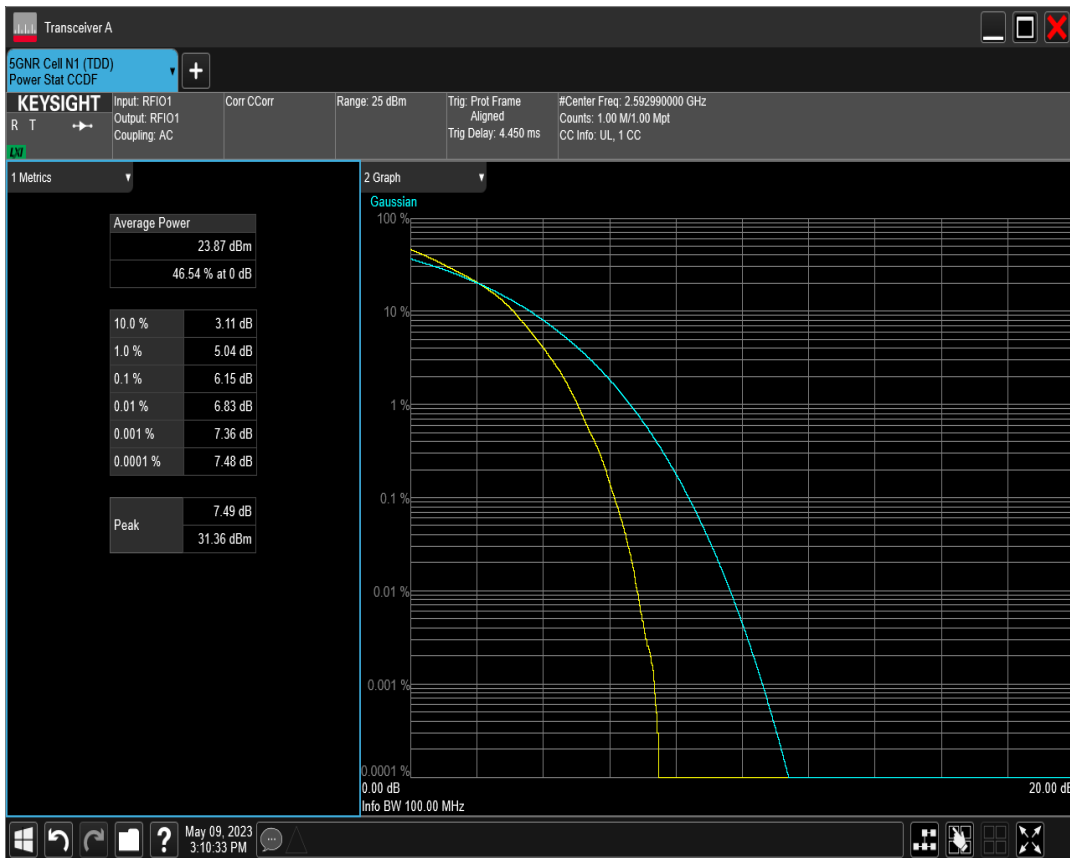 Transceiver A
5GNR Cell N1 (TDD)
Power Stat CCDF
+
KEYSIGHT
R T
LXI
Input: RFIO1
Output: RFIO1
Coupling: AC
Corr CCorr
Range: 25 dBm
Trig: Prot Frame
Aligned
Trig Delay: 4.450 ms
#Center Freq: 2.592990000 GHz
Counts: 1.00 M/1.00 Mpt
CC Info: UL, 1 CC
1 Metrics
Average Power
23.87 dBm
46.54 % at 0 dB
10.0 % 3.11 dB
1.0 % 5.04 dB
0.1 % 6.15 dB
0.01 % 6.83 dB
0.001 % 7.36 dB
0.0001 % 7.48 dB
Peak
7.49 dB
31.36 dBm
2 Graph
Gaussian
100 %
10 %
1 %
0.1 %
0.01 %
0.001 %
0.0001 %
0.00 dB 20.00 dB
Info BW 100.00 MHz
?
May 09, 2023
3:10:33 PM